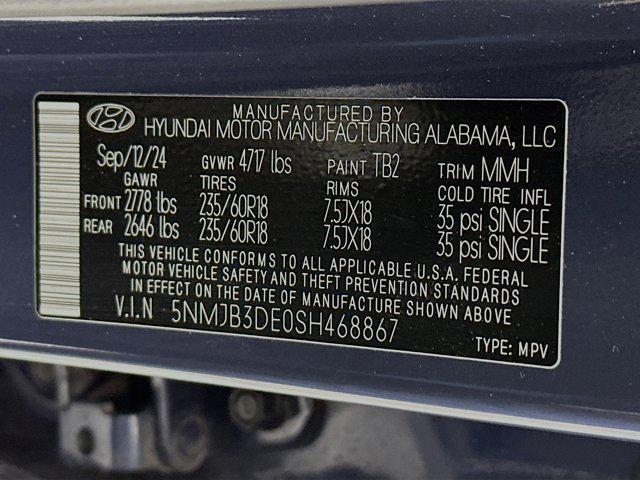 MANUFACTURED BY
HYUNDAI MOTOR MANUFACTURING ALABAMA, LLC
Sep/12/24 GVWR 4717 lbs PAINT TB2 TRIM MMH
GAWR TIRES RIMS COLD TIRE INFL
FRONT 2778 lbs 235/60R18 7.5JX18 35 psi SINGLE
REAR 2646 lbs 235/60R18 7.5JX18 35 psi SINGLE
THIS VEHICLE CONFORMS TO ALL APPLICABLE U.S.A. FEDERAL
MOTOR VEHICLE SAFETY AND THEFT PREVENTION STANDARDS
IN EFFECT ON THE DATE OF MANUFACTURE SHOWN ABOVE
V.I.N 5NMJB3DE0SH468867
TYPE: MPV